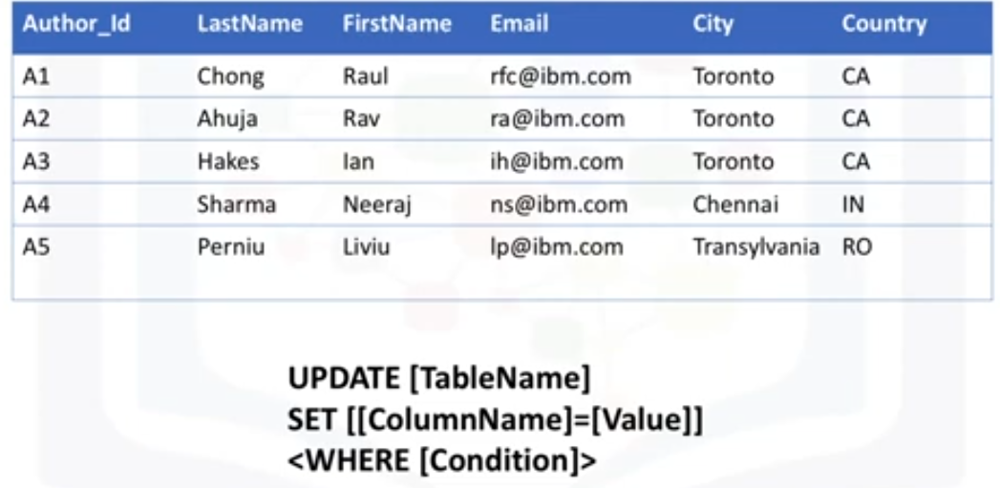 Author_Id LastName FirstName Email City Country
A1 Chong Raul rfc@ibm.com Toronto CA
A2 Ahuja Rav ra@ibm.com Toronto CA
A3 Hakes Ian ih@ibm.com Toronto CA
A4 Sharma Neeraj ns@ibm.com Chennai IN
A5 Perniu Liviu lp@ibm.com Transylvania RO
UPDATE [TableName]
SET [[ColumnName]=[Value]]
<WHERE [Condition]>